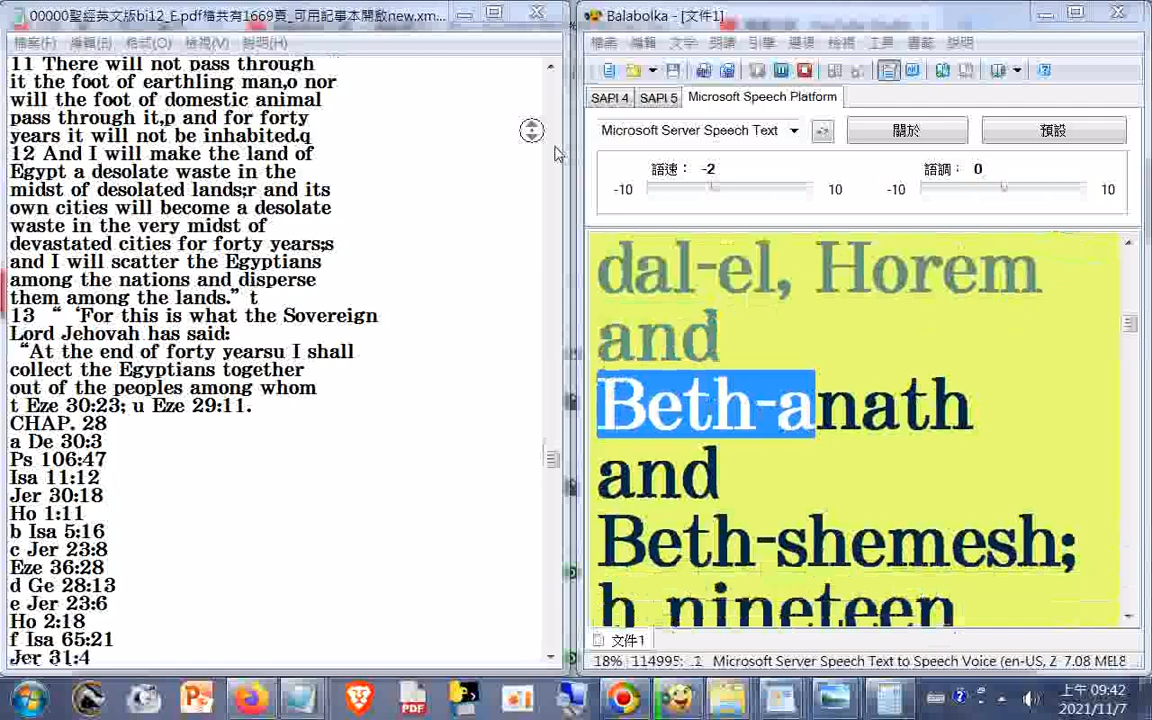 00000聖經英文版bi12_E.pdf檔共有1669頁_可用記事本開啟new.xm...
檔案(F) 編輯(E) 格式(O) 檢視(V) 說明(H)
11 There will not pass through
it the foot of earthling man,o nor
will the foot of domestic animal
pass through it,p and for forty
years it will not be inhabited.q
12 And I will make the land of
Egypt a desolate waste in the
midst of desolated lands;r and its
own cities will become a desolate
waste in the very midst of
devastated cities for forty years;s
and I will scatter the Egyptians
among the nations and disperse
them among the lands.” t
13 “ ‘For this is what the Sovereign
Lord Jehovah has said:
“At the end of forty yearsu I shall
collect the Egyptians together
out of the peoples among whom
t Eze 30:23; u Eze 29:11.
CHAP. 28
a De 30:3
Ps 106:47
Isa 11:12
Jer 30:18
Ho 1:11
b Isa 5:16
c Jer 23:8
Eze 36:28
d Ge 28:13
e Jer 23:6
Ho 2:18
f Isa 65:21
Jer 31:4
Balabolka - [文件1]
檔案 編輯 文字 朗讀 引擎 選項 檢視 工具 書籤 說明
SAPI 4 SAPI 5 Microsoft Speech Platform
Microsoft Server Speech Text 關於 預設
語速： -2 語調： 0
-10 10 -10 10
dal-el, Horem
and
Beth-anath
and
Beth-shemesh;
h nineteen
文件1
18% 114995: .2 Microsoft Server Speech Text to Speech Voice (en-US, Z 7.08 MEL8
PDF
上午 09:42
2021/11/7